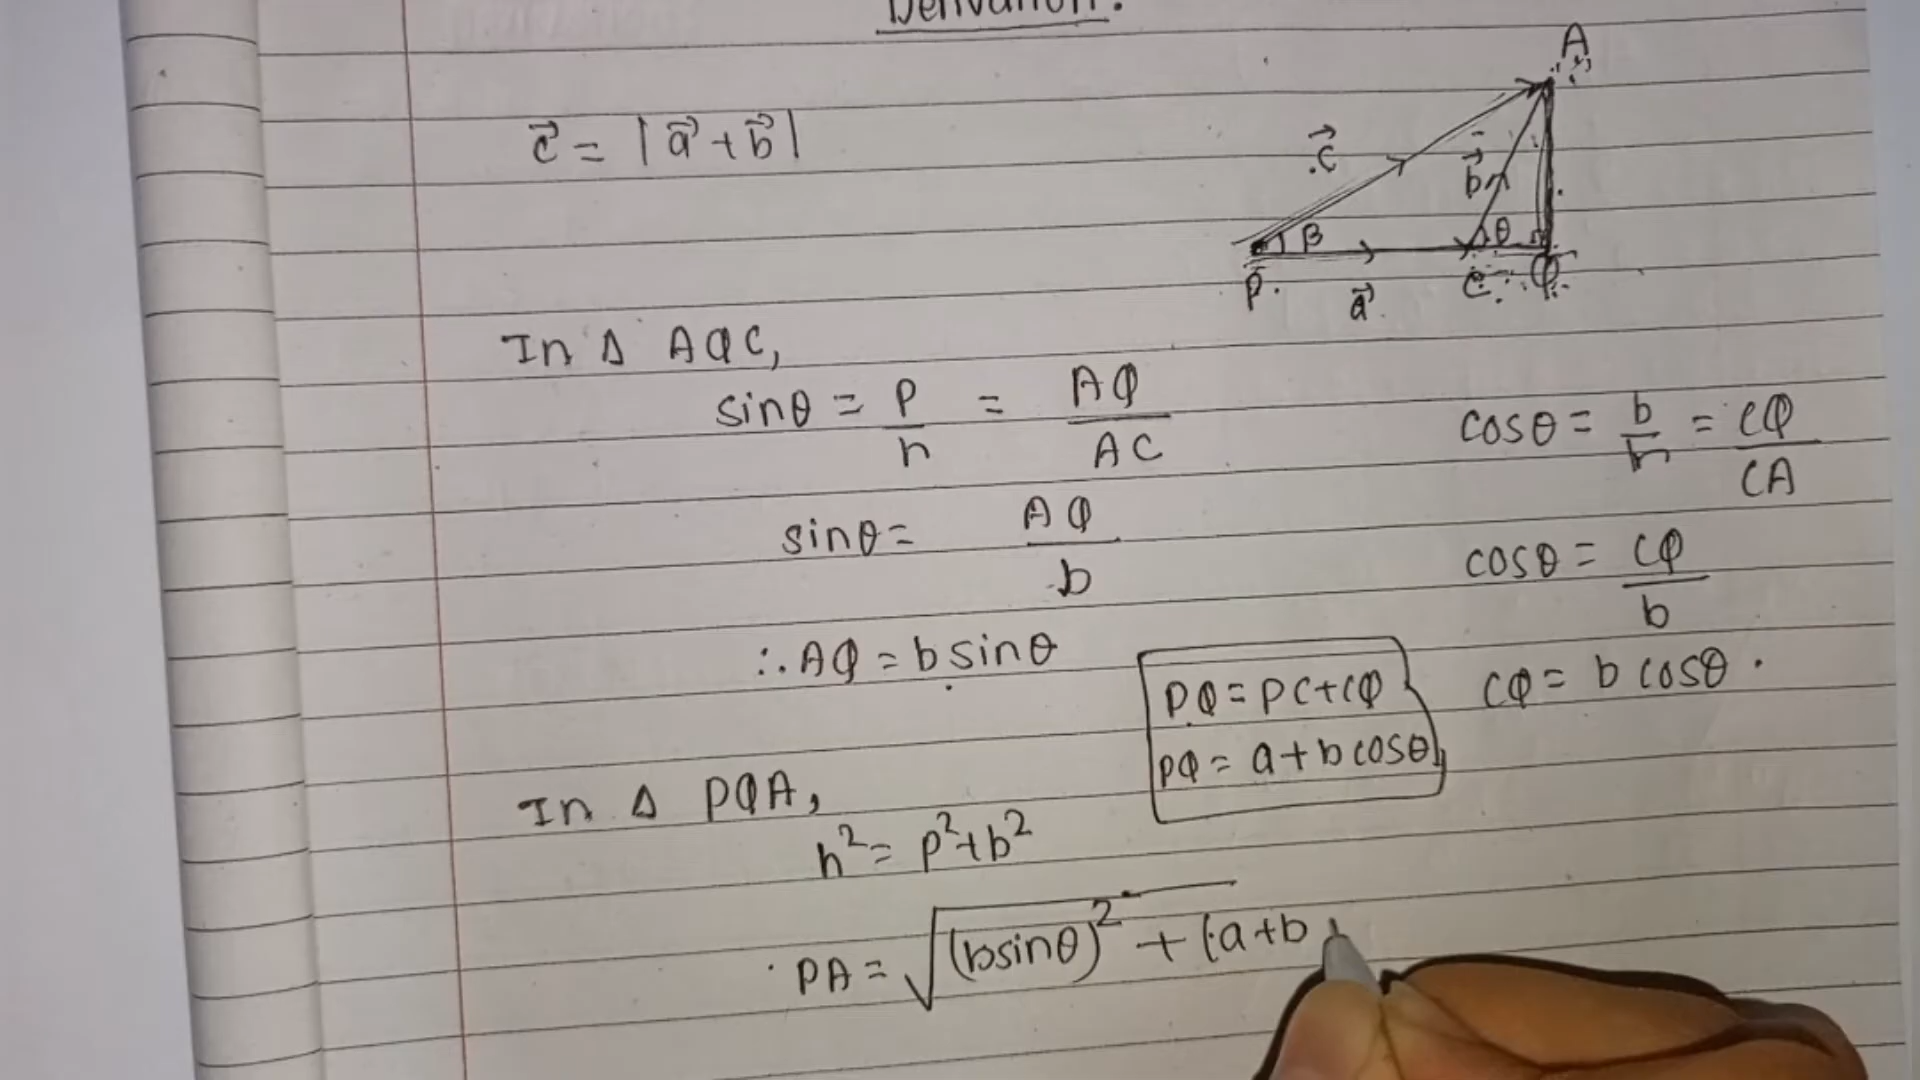 Derivation:
A
c⃗ = |a⃗ + b⃗|
c⃗
b⃗
β
θ
P.
a⃗
C
Q
In Δ AQC,
sinθ = p/h = AQ/AC
cosθ = b/h = CQ/CA
sinθ = AQ/b
cosθ = CQ/b
∴ AQ = b sinθ
PQ = PC + CQ
CQ = b cosθ.
PQ = a + b cosθ
In Δ PQA,
h² = p² + b²
PA = √(bsinθ)² + (a+b